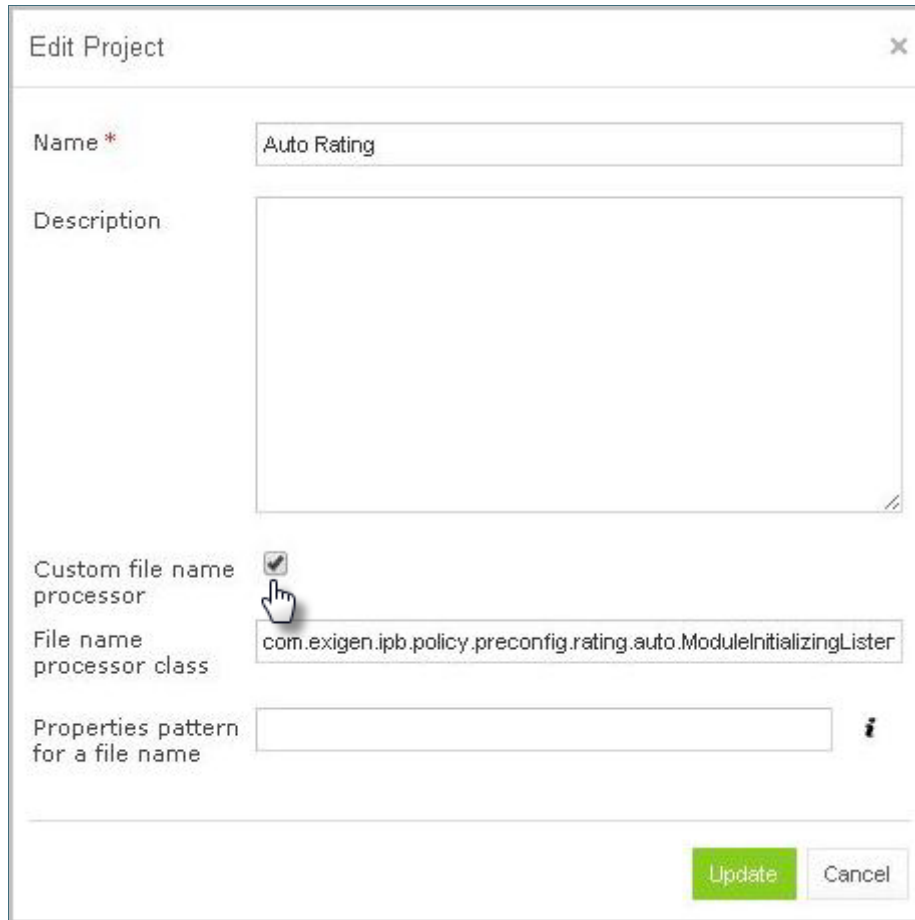 Edit Project
Name *
Auto Rating
Description
Custom file name
processor
File name
processor class
com.exigen.ipb.policy.preconfig.rating.auto.ModuleInitializingLister
Properties pattern
for a file name
i
Update
Cancel